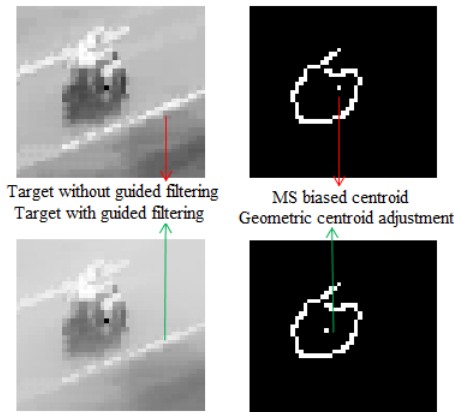 Target without guided filtering
Target with guided filtering
MS biased centroid
Geometric centroid adjustment